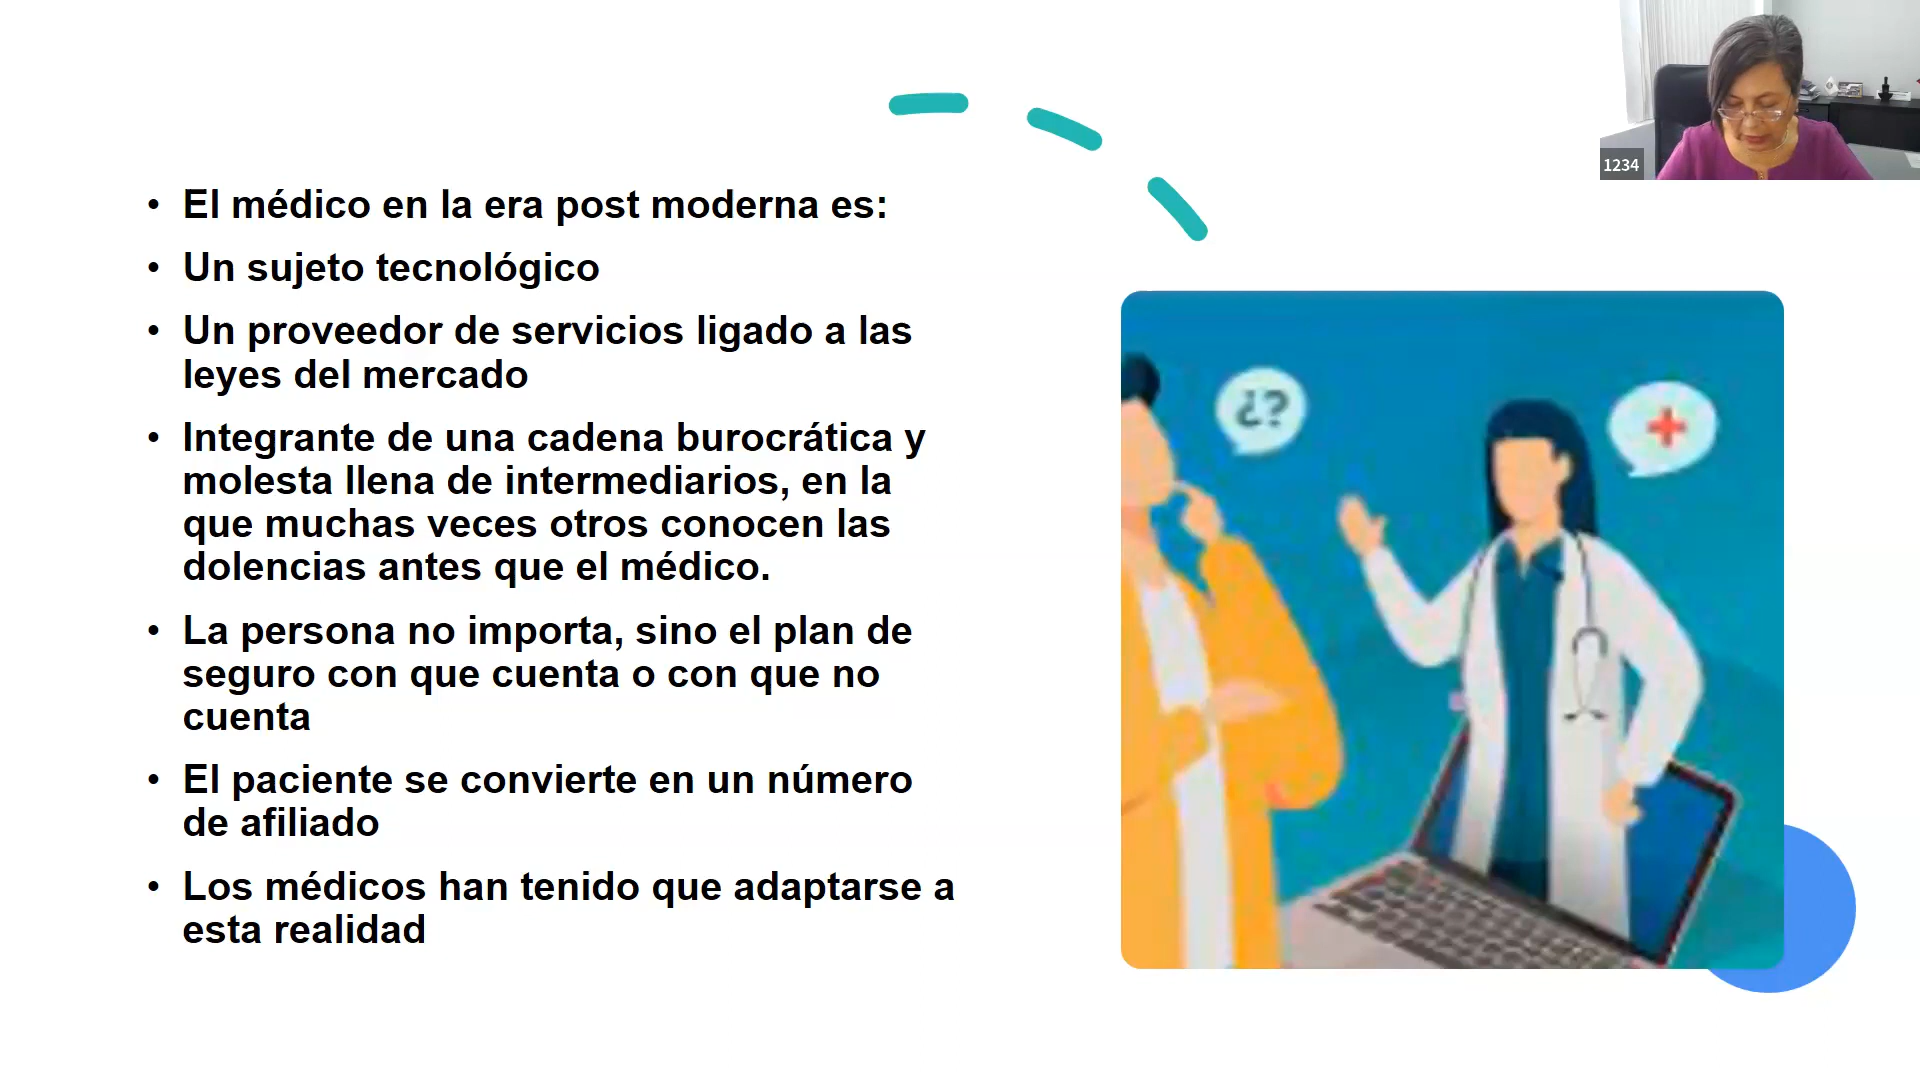 1234
• El médico en la era post moderna es:
• Un sujeto tecnológico
• Un proveedor de servicios ligado a las
leyes del mercado
• Integrante de una cadena burocrática y
molesta llena de intermediarios, en la
que muchas veces otros conocen las
dolencias antes que el médico.
• La persona no importa, sino el plan de
seguro con que cuenta o con que no
cuenta
• El paciente se convierte en un número
de afiliado
• Los médicos han tenido que adaptarse a
esta realidad
¿?